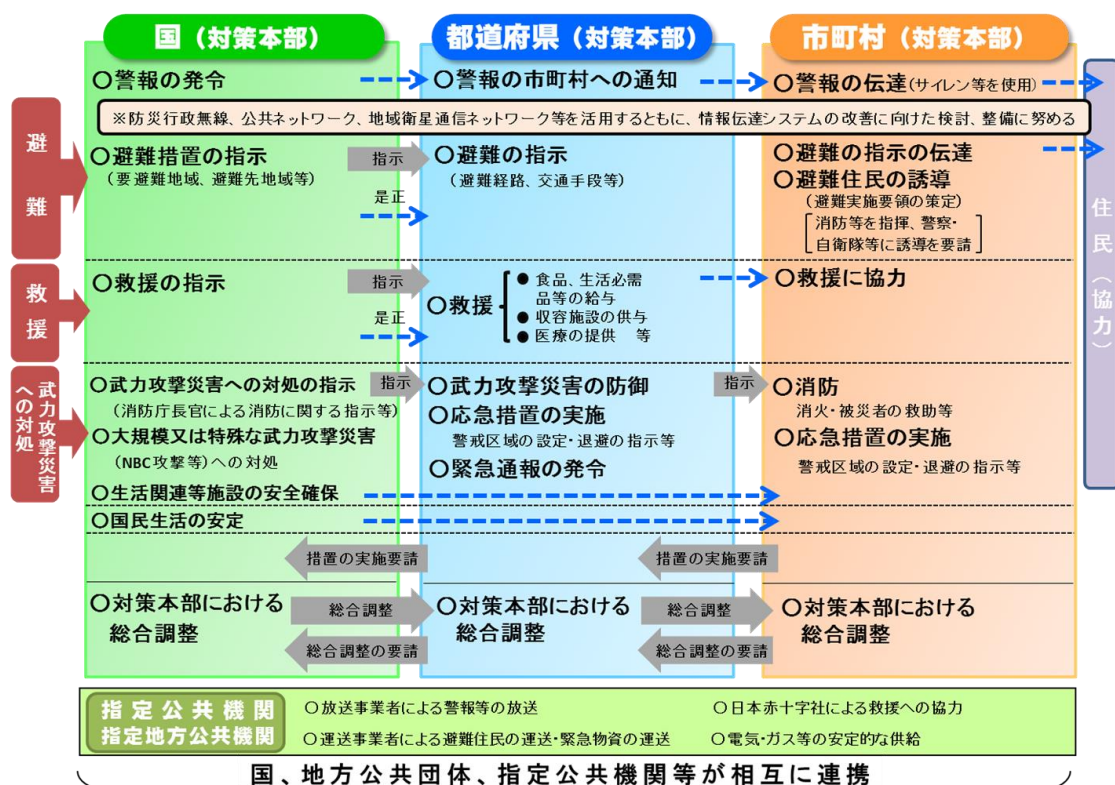 国（対策本部）
都道府県（対策本部）
市町村（対策本部）
○警報の発令
○警報の市町村への通知
○警報の伝達（サイレン等を使用）
※防災行政無線、公共ネットワーク、地域衛星通信ネットワーク等を活用するともに、情報伝達システムの改善に向けた検討、整備に努める
避難
○避難措置の指示
（要避難地域、避難先地域等）
指示
是正
○避難の指示
（避難経路、交通手段等）
○避難の指示の伝達
○避難住民の誘導
（避難実施要領の策定）
消防等を指揮、警察・
自衛隊等に誘導を要請
住民（協力）
救援
○救援の指示
指示
是正
○救援
● 食品、生活必需
品等の給与
● 収容施設の供与
● 医療の提供　等
○救援に協力
武力攻撃災害
への対処
○武力攻撃災害への対処の指示
（消防庁長官による消防に関する指示等）
○大規模又は特殊な武力攻撃災害
（NBC攻撃等）への対処
○生活関連等施設の安全確保
○国民生活の安定
指示
○武力攻撃災害の防御
○応急措置の実施
警戒区域の設定・退避の指示等
○緊急通報の発令
指示
○消防
消火・被災者の救助等
○応急措置の実施
警戒区域の設定・退避の指示等
措置の実施要請
措置の実施要請
○対策本部における
総合調整
総合調整
総合調整の要請
○対策本部における
総合調整
総合調整
総合調整の要請
○対策本部における
総合調整
指定公共機関
指定地方公共機関
○放送事業者による警報等の放送
○日本赤十字社による救援への協力
○運送事業者による避難住民の運送・緊急物資の運送
○電気・ガス等の安定的な供給
国、地方公共団体、指定公共機関等が相互に連携